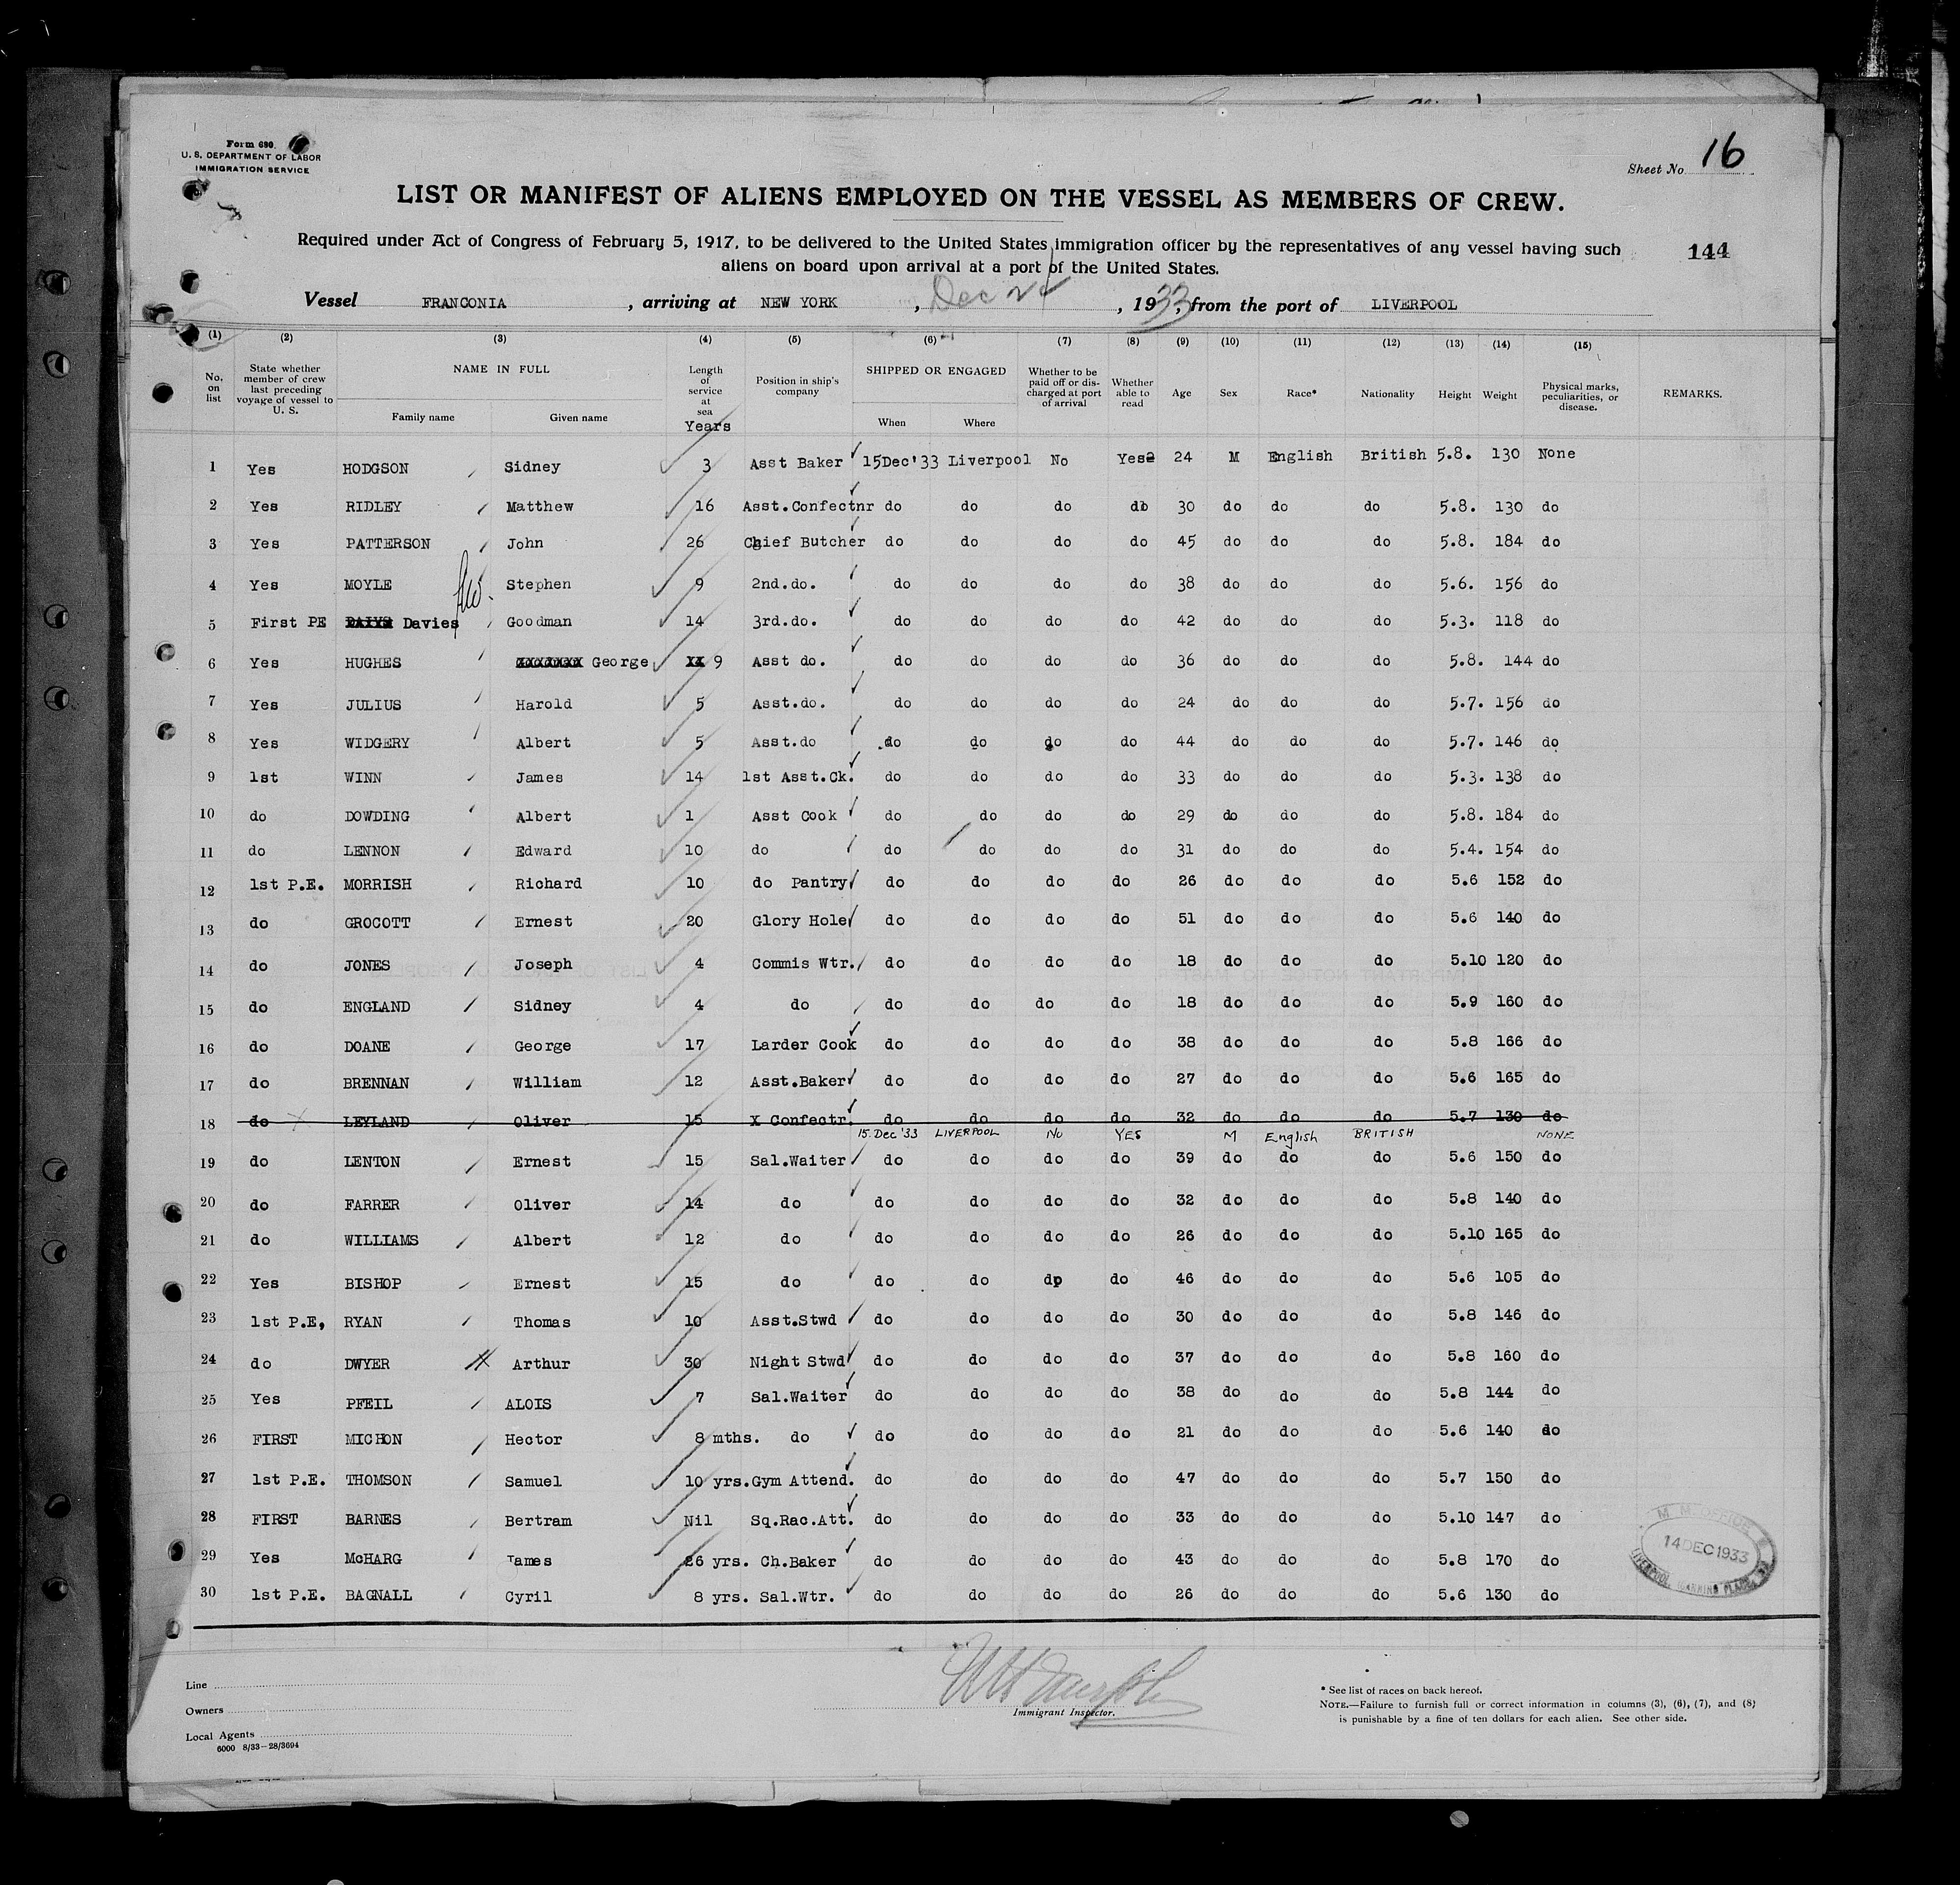 Form 680.
U. S. DEPARTMENT OF LABOR
IMMIGRATION SERVICE
Sheet No. 16
LIST OR MANIFEST OF ALIENS EMPLOYED ON THE VESSEL AS MEMBERS OF CREW.
Required under Act of Congress of February 5, 1917, to be delivered to the United States immigration officer by the representatives of any vessel having such
144
aliens on board upon arrival at a port of the United States.
Vessel FRANCONIA , arriving at NEW YORK , Dec 24 , 1933, from the port of LIVERPOOL
(1) (2) (3) (4) (5) (6) (7) (8) (9) (10) (11) (12) (13) (14) (15)
No. on list State whether member of crew last preceding voyage of vessel to U. S. NAME IN FULL Family name Given name Length of service at sea Years Position in ship's company SHIPPED OR ENGAGED When Where Whether to be paid off or discharged at port of arrival Whether able to read Age Sex Race* Nationality Height Weight Physical marks, peculiarities, or disease. REMARKS.
1 Yes HODGSON Sidney 3 Asst Baker 15Dec'33 Liverpool No Yes 24 M English British 5.8. 130 None
2 Yes RIDLEY Matthew 16 Asst.Confectnr do do do do 30 do do do 5.8. 130 do
3 Yes PATTERSON John 26 Chief Butcher do do do do 45 do do do 5.8. 184 do
4 Yes MOYLE Stephen 9 2nd.do. do do do do 38 do do do 5.6. 156 do
5 First PE Davies Goodman 14 3rd.do. do do do do 42 do do do 5.3. 118 do
6 Yes HUGHES George 9 Asst do. do do do do 36 do do do 5.8. 144 do
7 Yes JULIUS Harold 5 Asst.do. do do do do 24 do do do 5.7. 156 do
8 Yes WIDGERY Albert 5 Asst.do do do do do 44 do do do 5.7. 146 do
9 1st WINN James 14 1st Asst.Ck. do do do do 33 do do do 5.3. 138 do
10 do DOWDING Albert 1 Asst Cook do do do do 29 do do do 5.8. 184 do
11 do LENNON Edward 10 do do do do do 31 do do do 5.4. 154 do
12 1st P.E. MORRISH Richard 10 do Pantry do do do do 26 do do do 5.6 152 do
13 do GROCOTT Ernest 20 Glory Hole do do do do 51 do do do 5.6 140 do
14 do JONES Joseph 4 Commis Wtr. do do do do 18 do do do 5.10 120 do
15 do ENGLAND Sidney 4 do do do do do 18 do do do 5.9 160 do
16 do DOANE George 17 Larder Cook do do do do 38 do do do 5.8 166 do
17 do BRENNAN William 12 Asst.Baker do do do do 27 do do do 5.6 165 do
18 do LEYLAND Oliver 15 X Confectr. do do do do 32 do do do 5.7 130 do
15 Dec '33 LIVERPOOL No YES M English BRITISH NONE
19 do LENTON Ernest 15 Sal.Waiter do do do do 39 do do do 5.6 150 do
20 do FARRER Oliver 14 do do do do do 32 do do do 5.8 140 do
21 do WILLIAMS Albert 12 do do do do do 26 do do do 5.10 165 do
22 Yes BISHOP Ernest 15 do do do do do 46 do do do 5.6 105 do
23 1st P.E, RYAN Thomas 10 Asst.Stwd do do do do 30 do do do 5.8 146 do
24 do DWYER Arthur 30 Night Stwd do do do do 37 do do do 5.8 160 do
25 Yes PFEIL ALOIS 7 Sal.Waiter do do do do 38 do do do 5.8 144 do
26 FIRST MICHON Hector 8 mths. do do do do do 21 do do do 5.6 140 do
27 1st P.E. THOMSON Samuel 10 yrs. Gym Attend. do do do do 47 do do do 5.7 150 do
28 FIRST BARNES Bertram Nil Sq.Rac.Att. do do do do 33 do do do 5.10 147 do
29 Yes McHARG James 26 yrs. Ch.Baker do do do do 43 do do do 5.8 170 do
30 1st P.E. BAGNALL Cyril 8 yrs. Sal.Wtr. do do do do 26 do do do 5.6 130 do
M. M. OFFICE
14 DEC 1933
LIVERPOOL
Line
Owners
Local Agents
6000 8/33-28/3694
Immigrant Inspector.
* See list of races on back hereof.
NOTE.—Failure to furnish full or correct information in columns (3), (6), (7), and (8)
is punishable by a fine of ten dollars for each alien. See other side.